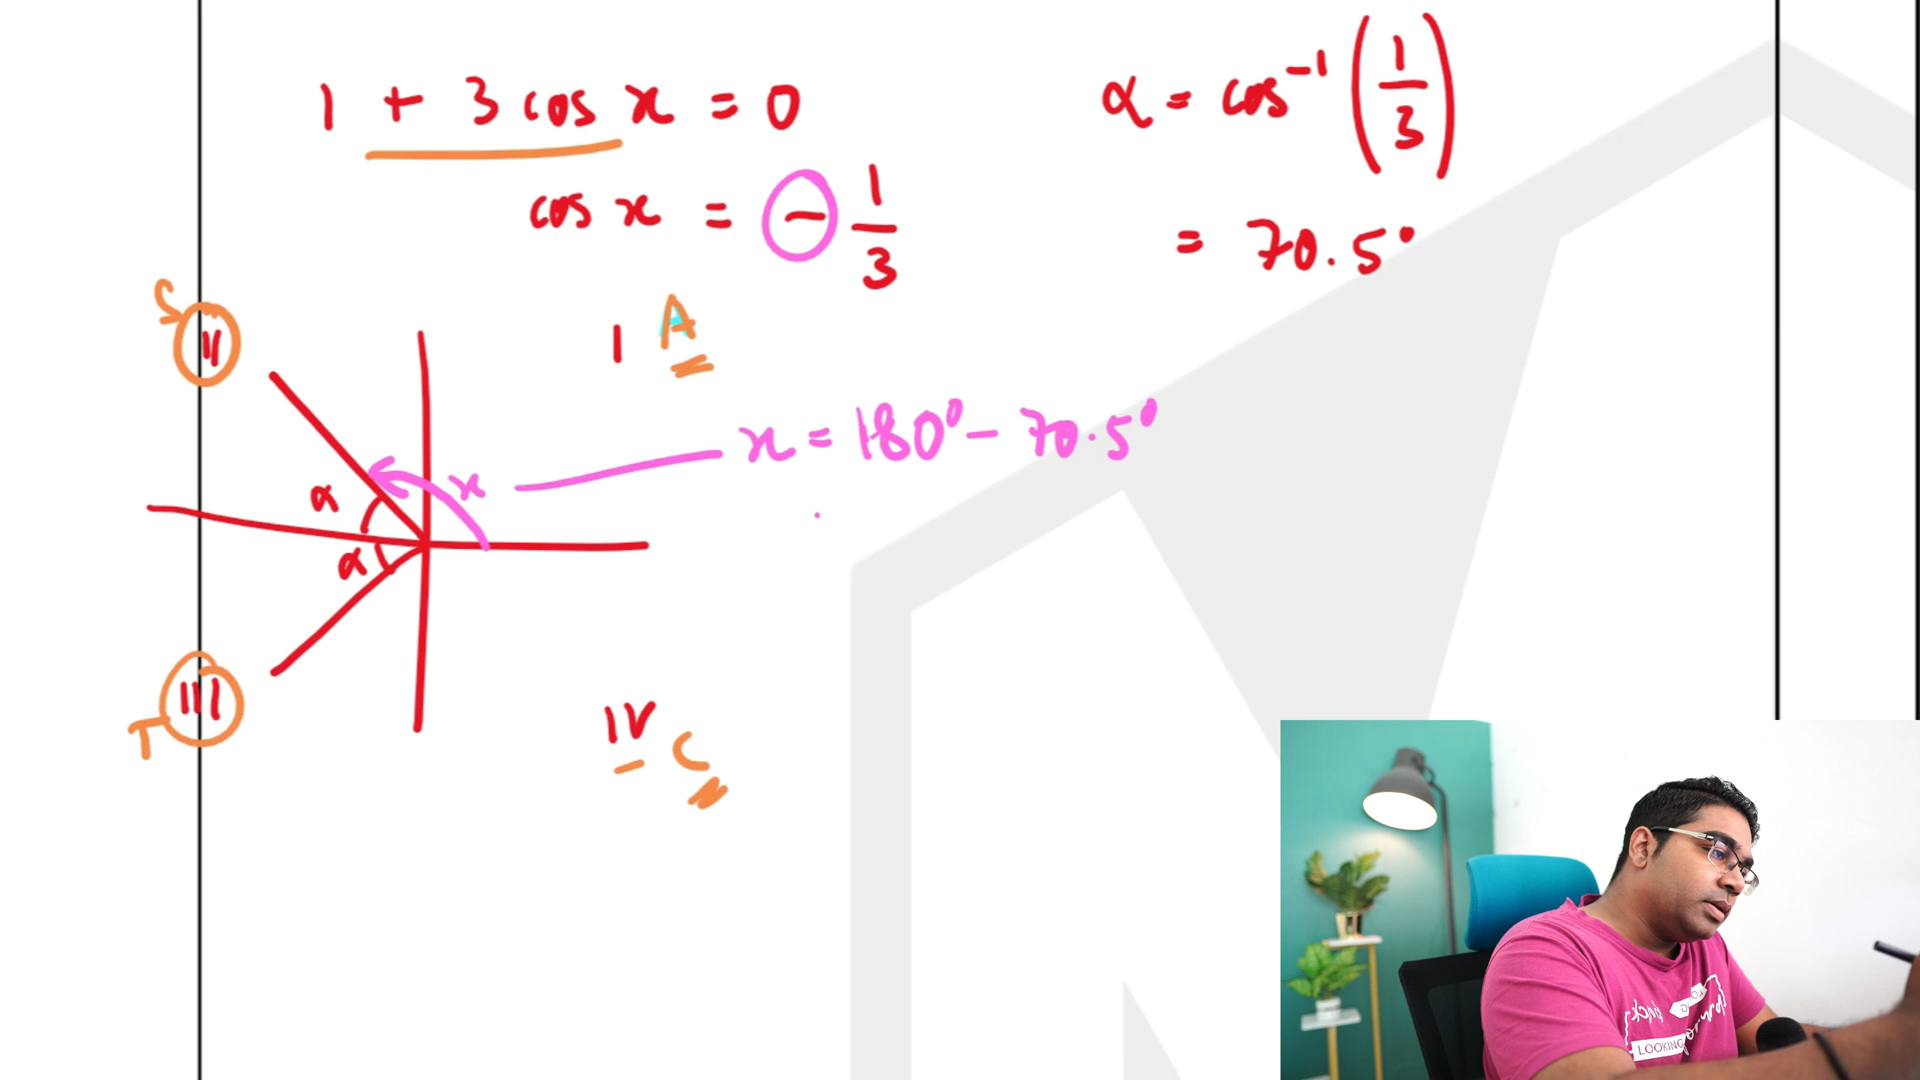 1 + 3 cos x = 0
cos x = - 1/3
α = cos⁻¹ (1/3)
= 70.5°
S II
I A
x = 180° - 70.5°
x
α
α
III
T
IV C
LOOKING